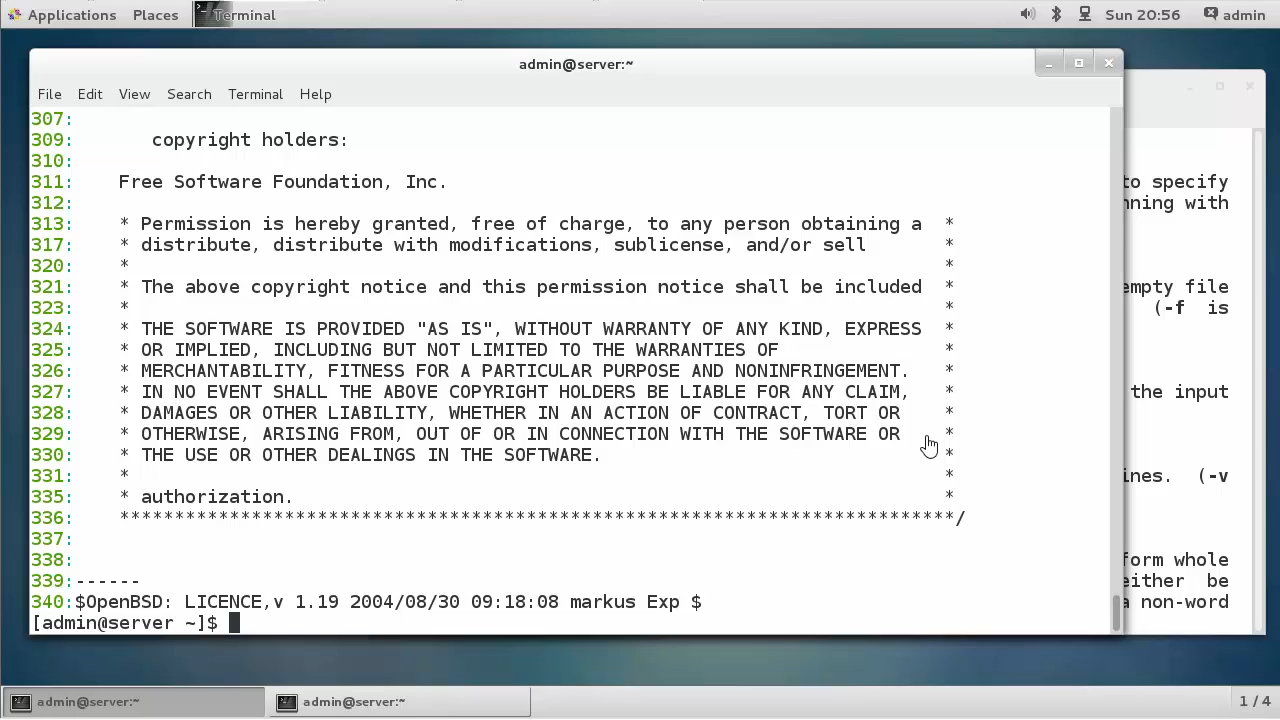 Applications Places Terminal Sun 20:56 admin
admin@server:~
File Edit View Search Terminal Help
307:
309:       copyright holders:
310:
311:    Free Software Foundation, Inc.
312:
313:    * Permission is hereby granted, free of charge, to any person obtaining a  *
317:    * distribute, distribute with modifications, sublicense, and/or sell       *
320:    *                                                                          *
321:    * The above copyright notice and this permission notice shall be included  *
323:    *                                                                          *
324:    * THE SOFTWARE IS PROVIDED "AS IS", WITHOUT WARRANTY OF ANY KIND, EXPRESS  *
325:    * OR IMPLIED, INCLUDING BUT NOT LIMITED TO THE WARRANTIES OF               *
326:    * MERCHANTABILITY, FITNESS FOR A PARTICULAR PURPOSE AND NONINFRINGEMENT.   *
327:    * IN NO EVENT SHALL THE ABOVE COPYRIGHT HOLDERS BE LIABLE FOR ANY CLAIM,   *
328:    * DAMAGES OR OTHER LIABILITY, WHETHER IN AN ACTION OF CONTRACT, TORT OR    *
329:    * OTHERWISE, ARISING FROM, OUT OF OR IN CONNECTION WITH THE SOFTWARE OR    *
330:    * THE USE OR OTHER DEALINGS IN THE SOFTWARE.                               *
331:    *                                                                          *
335:    * authorization.                                                           *
336:    ****************************************************************************/
337:
338:
339:------
340:$OpenBSD: LICENCE,v 1.19 2004/08/30 09:18:08 markus Exp $
[admin@server ~]$
to specify
with
empty file
(-f is
the input
(-v
form whole
either be
a non-word
admin@server:~ admin@server:~ 1 / 4